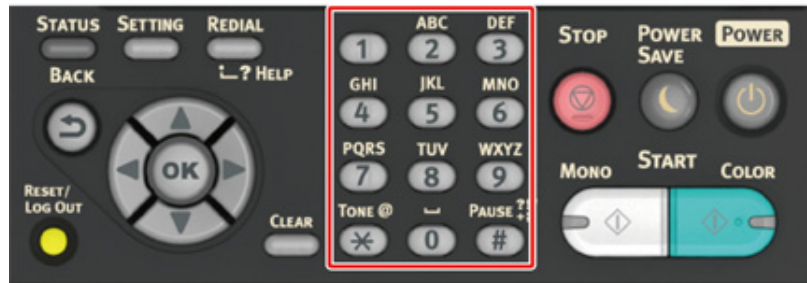 STATUS SETTING REDIAL
? HELP
BACK
OK
RESET/
LOG OUT
CLEAR
1 ABC 2 DEF 3
GHI 4 JKL 5 MNO 6
PQRS 7 TUV 8 WXYZ 9
TONE @ * 0 PAUSE #
STOP POWER SAVE POWER
MONO START COLOR